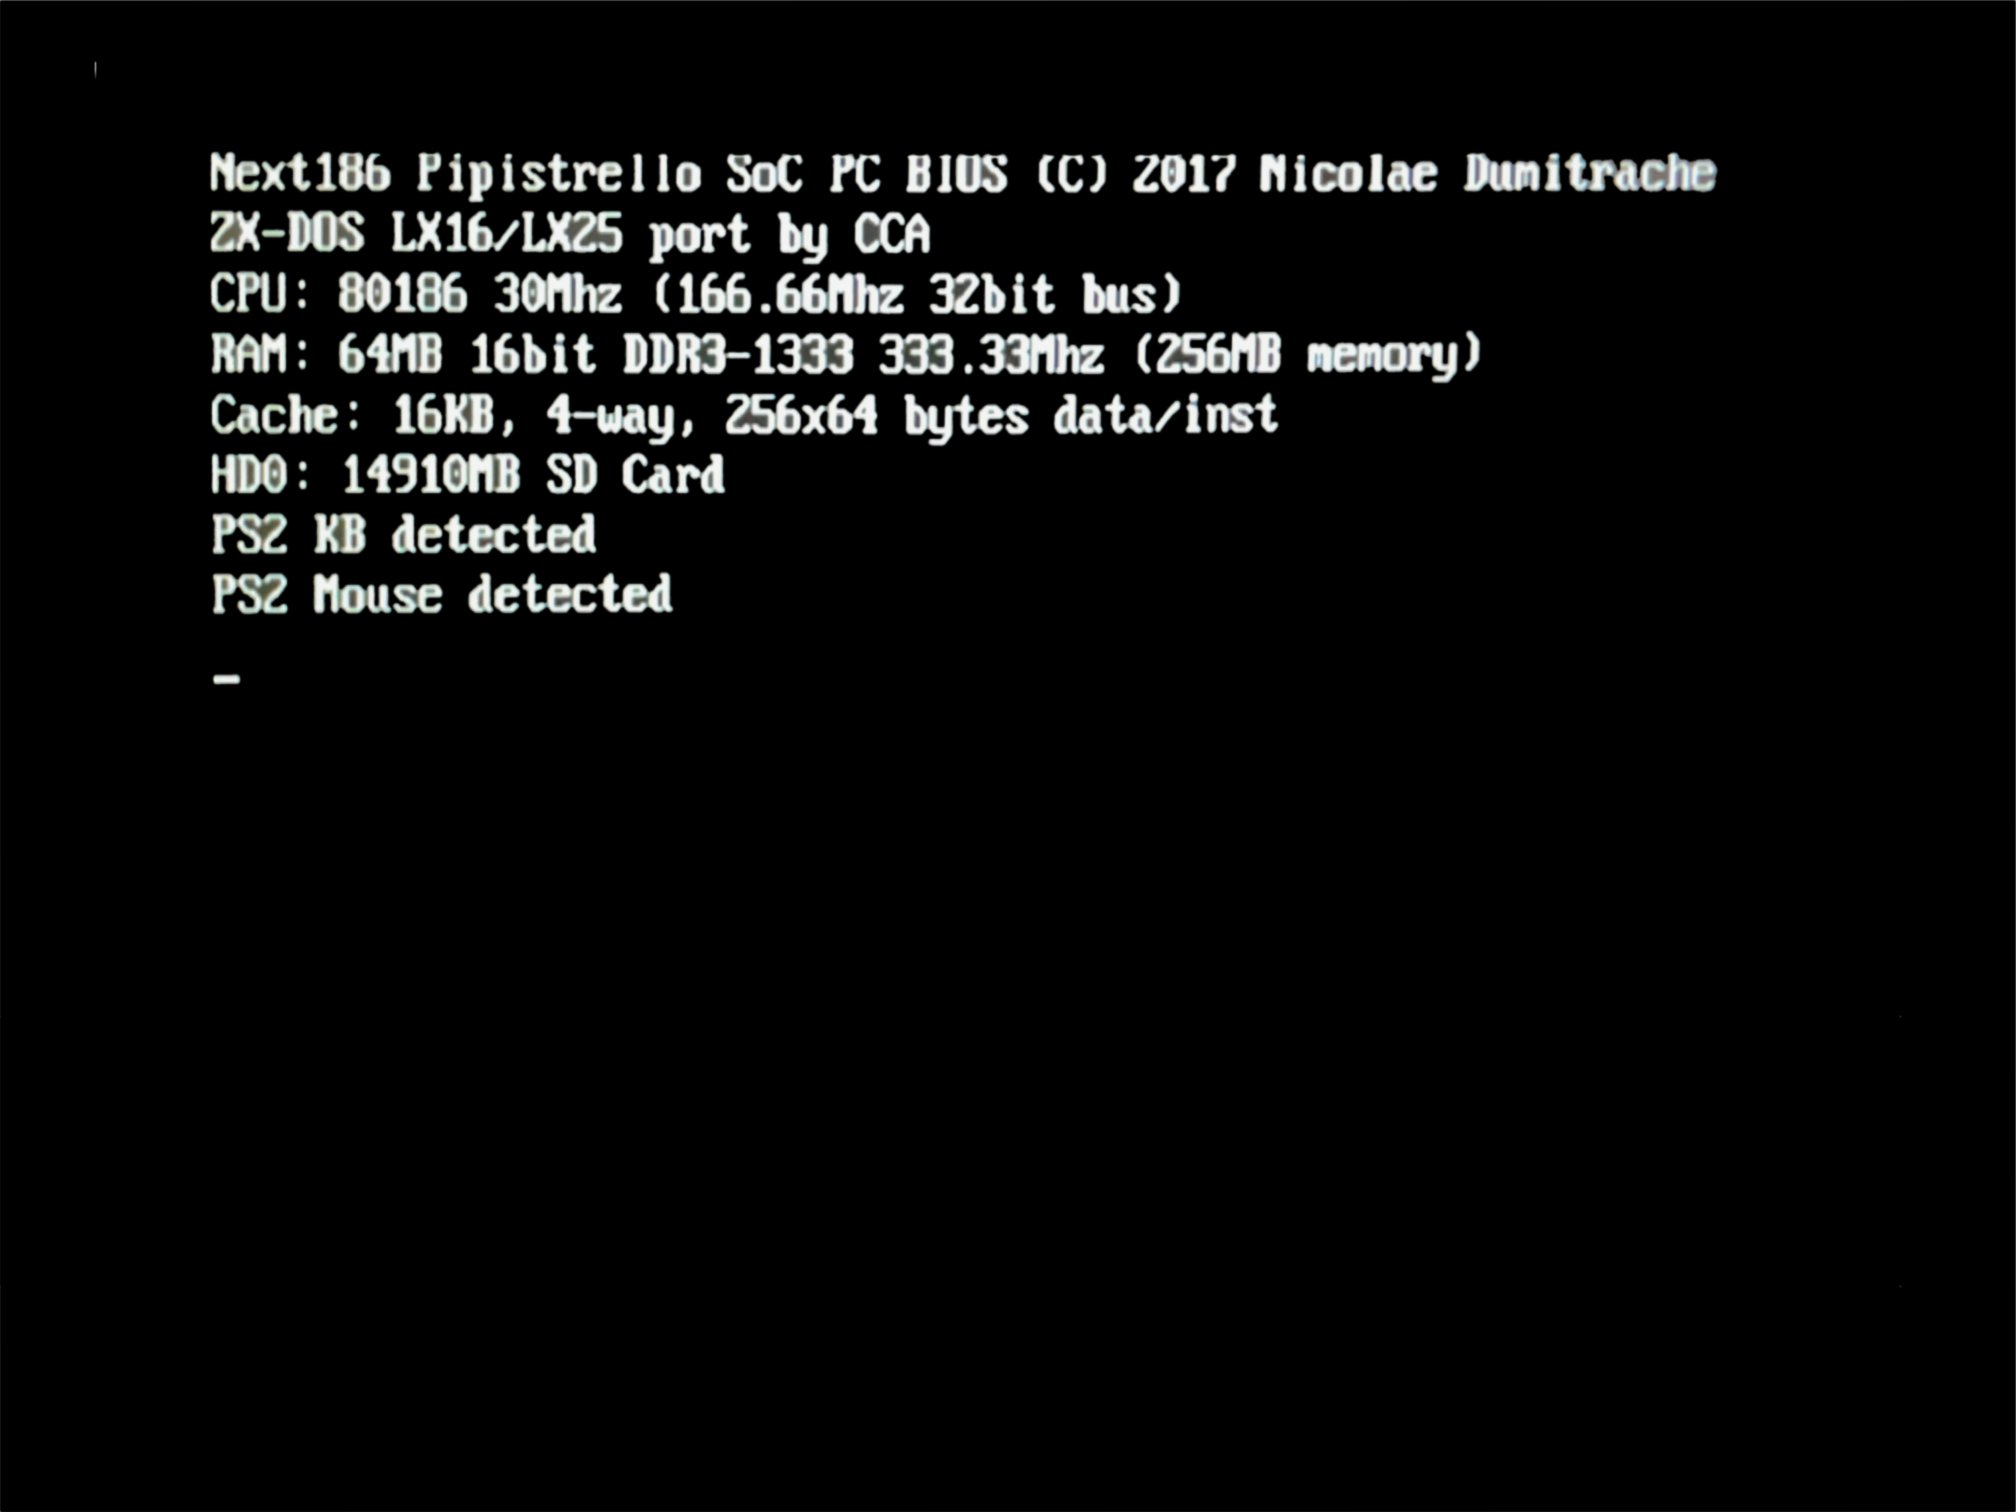 Next186 Pipistrello SoC PC BIOS (C) 2017 Nicolae Dumitrache
ZX-DOS LX16/LX25 port by CCA
CPU: 80186 30Mhz (166.66Mhz 32bit bus)
RAM: 64MB 16bit DDR3-1333 333.33Mhz (256MB memory)
Cache: 16KB, 4-way, 256x64 bytes data/inst
HD0: 14910MB SD Card
PS2 KB detected
PS2 Mouse detected